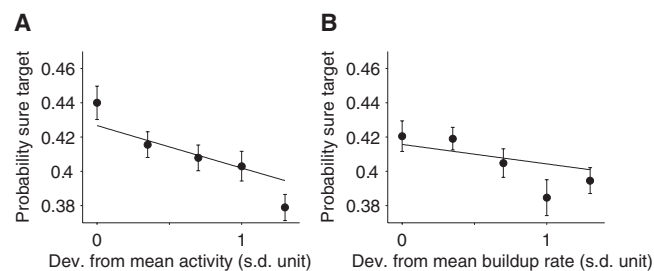 A
Probability sure target
0.46
0.44
0.42
0.4
0.38
0
1
Dev. from mean activity (s.d. unit)
B
Probability sure target
0.46
0.44
0.42
0.4
0.38
0
1
Dev. from mean buildup rate (s.d. unit)